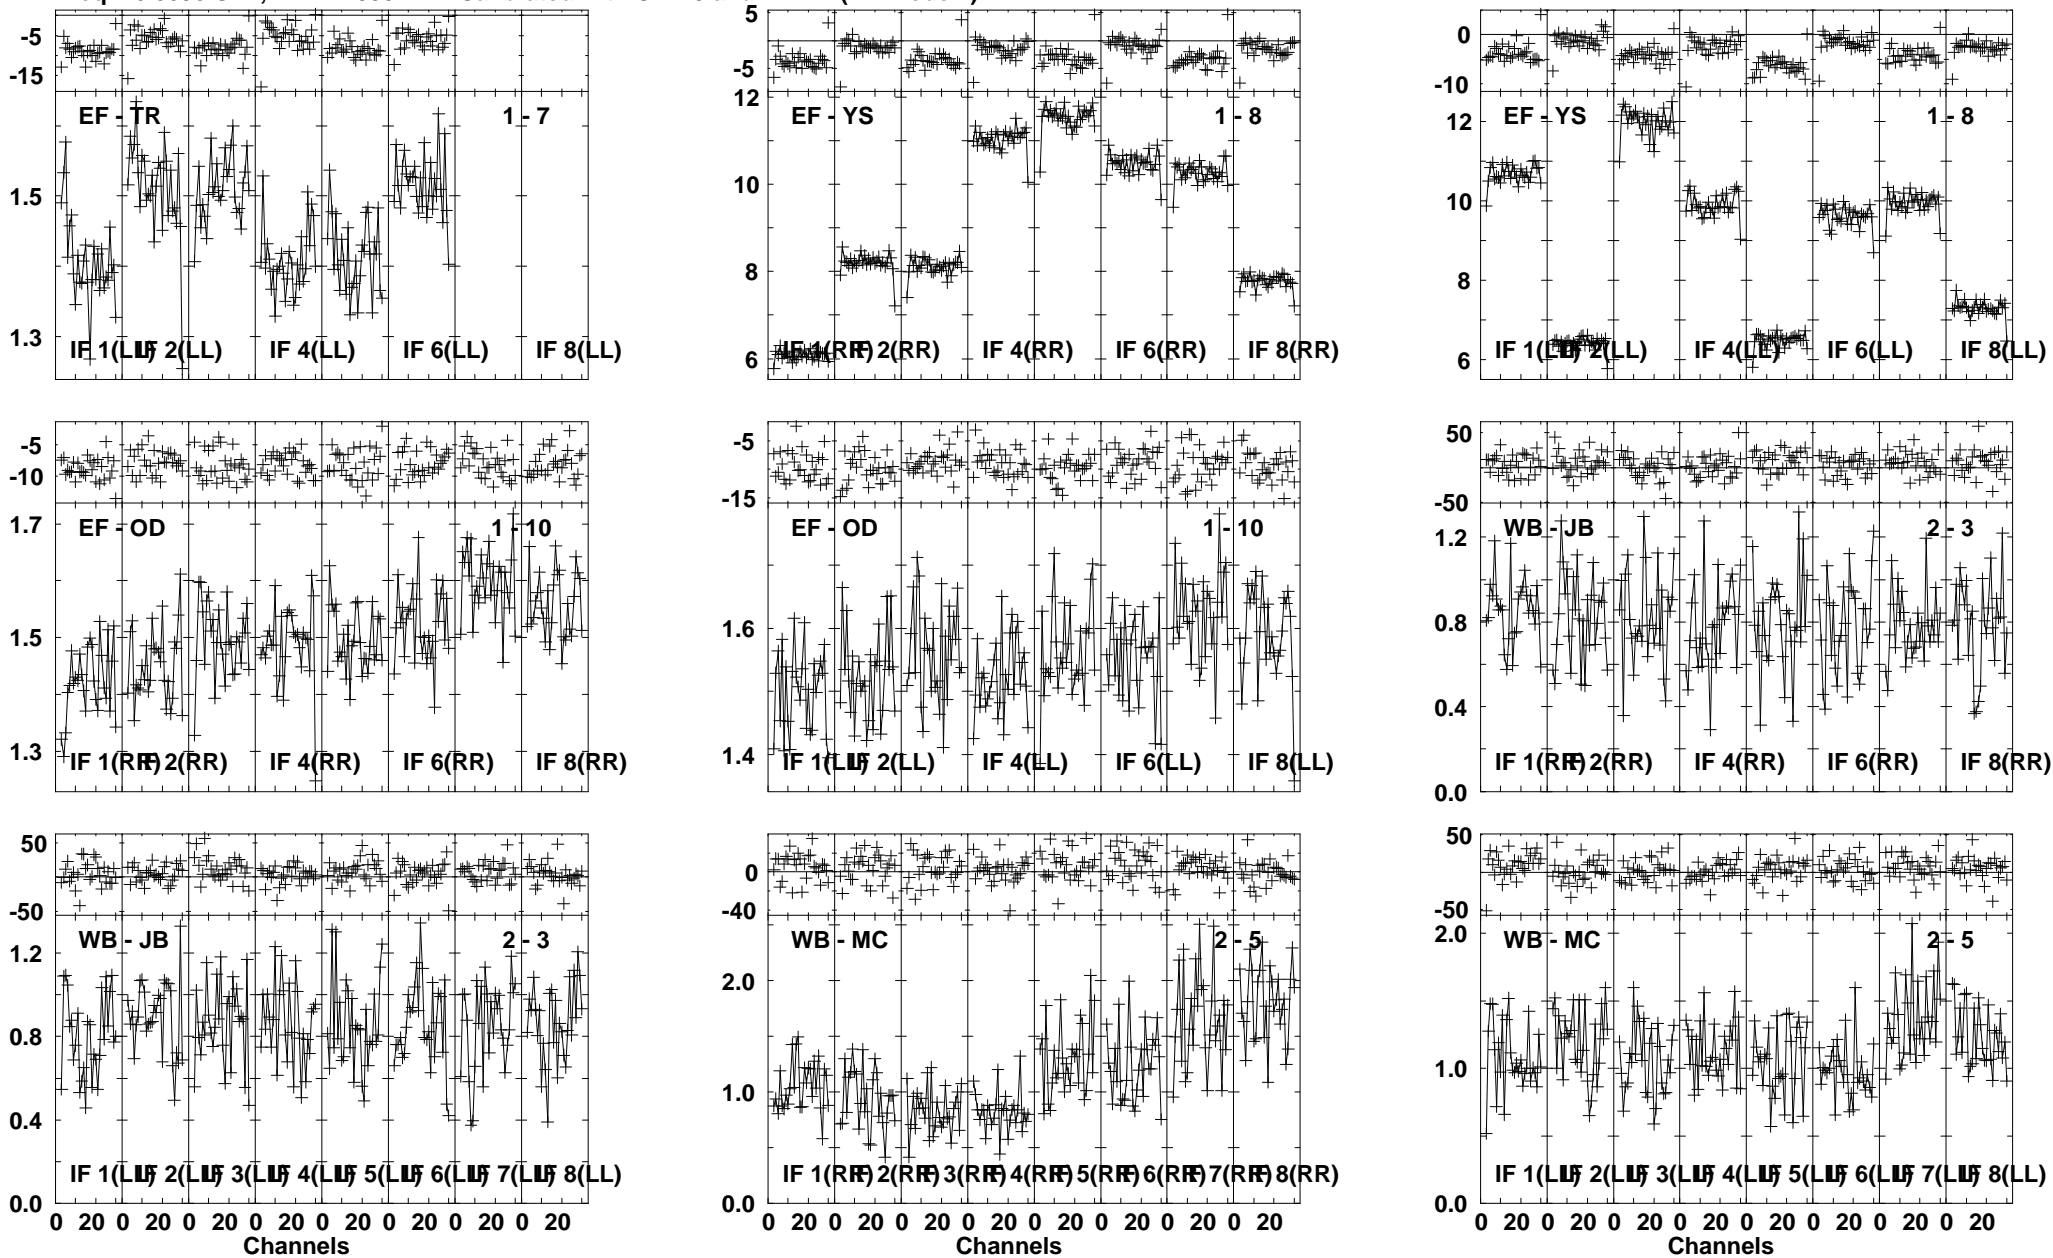 -5
-15
EF - TR 1 - 7
1.5
1.3
IF 1(LL) IF 2(LL) IF 4(LL) IF 6(LL) IF 8(LL)
5
-5
12
EF - YS 1 - 8
10
8
6
IF 1(RR) IF 2(RR) IF 4(RR) IF 6(RR) IF 8(RR)
0
-10
EF - YS 1 - 8
12
10
8
6
IF 1(LL) IF 2(LL) IF 4(LL) IF 6(LL) IF 8(LL)
-5
-10
1.7
EF - OD 1 - 10
1.5
1.3
IF 1(RR) IF 2(RR) IF 4(RR) IF 6(RR) IF 8(RR)
-5
-15
EF - OD 1 - 10
1.6
1.4
IF 1(LL) IF 2(LL) IF 4(LL) IF 6(LL) IF 8(LL)
50
-50
WB - JB 2 - 3
1.2
0.8
0.4
IF 1(RR) IF 2(RR) IF 4(RR) IF 6(RR) IF 8(RR)
0.0
50
-50
WB - JB 2 - 3
1.2
0.8
0.4
IF 1(LL) IF 2(LL) IF 3(LL) IF 4(LL) IF 5(LL) IF 6(LL) IF 7(LL) IF 8(LL)
0.0
0 20 0 20 0 20 0 20 0 20 0 20 0 20 0 20
Channels
0
-40
WB - MC 2 - 5
2.0
1.0
IF 1(RR) IF 2(RR) IF 3(RR) IF 4(RR) IF 5(RR) IF 6(RR) IF 7(RR) IF 8(RR)
0.0
0 20 0 20 0 20 0 20 0 20 0 20 0 20 0 20
Channels
50
0
-50
2.0
WB - MC 2 - 5
1.0
IF 1(LL) IF 2(LL) IF 3(LL) IF 4(LL) IF 5(LL) IF 6(LL) IF 7(LL) IF 8(LL)
0.0
0 20 0 20 0 20 0 20 0 20 0 20 0 20 0 20
Channels